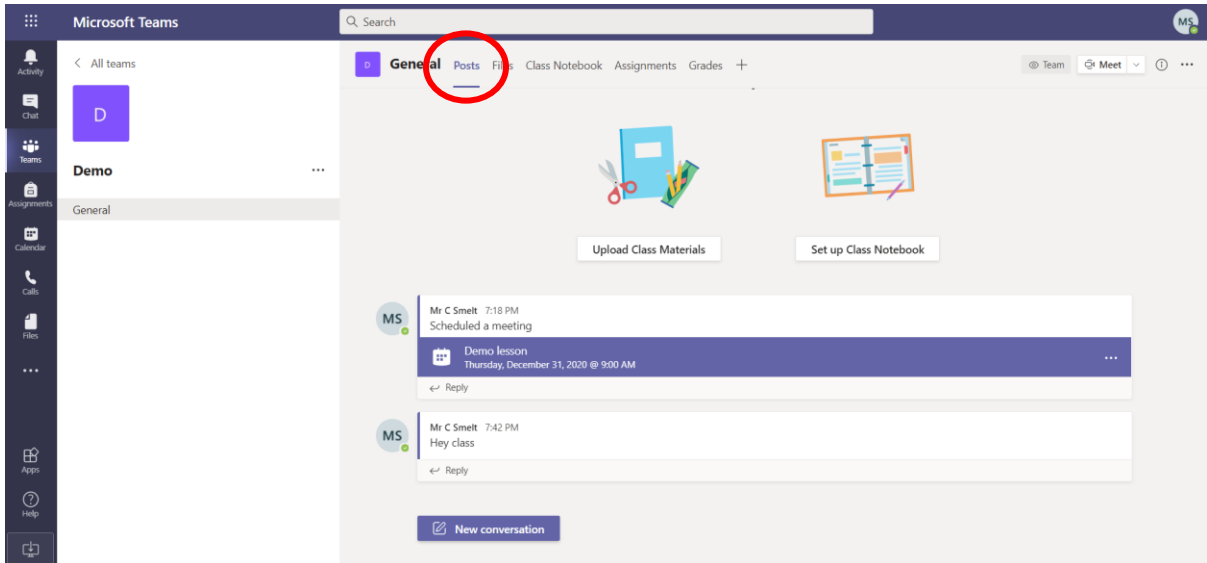 Microsoft Teams
Search
MS
Activity
Chat
Teams
Assignments
Calendar
Calls
Files
Apps
Help
All teams
D
Demo
General
D General Posts Files Class Notebook Assignments Grades
Team Meet
Upload Class Materials Set up Class Notebook
MS
Mr C Smelt 7:18 PM
Scheduled a meeting
Demo lesson
Thursday, December 31, 2020 @ 9:00 AM
Reply
MS
Mr C Smelt 7:42 PM
Hey class
Reply
New conversation